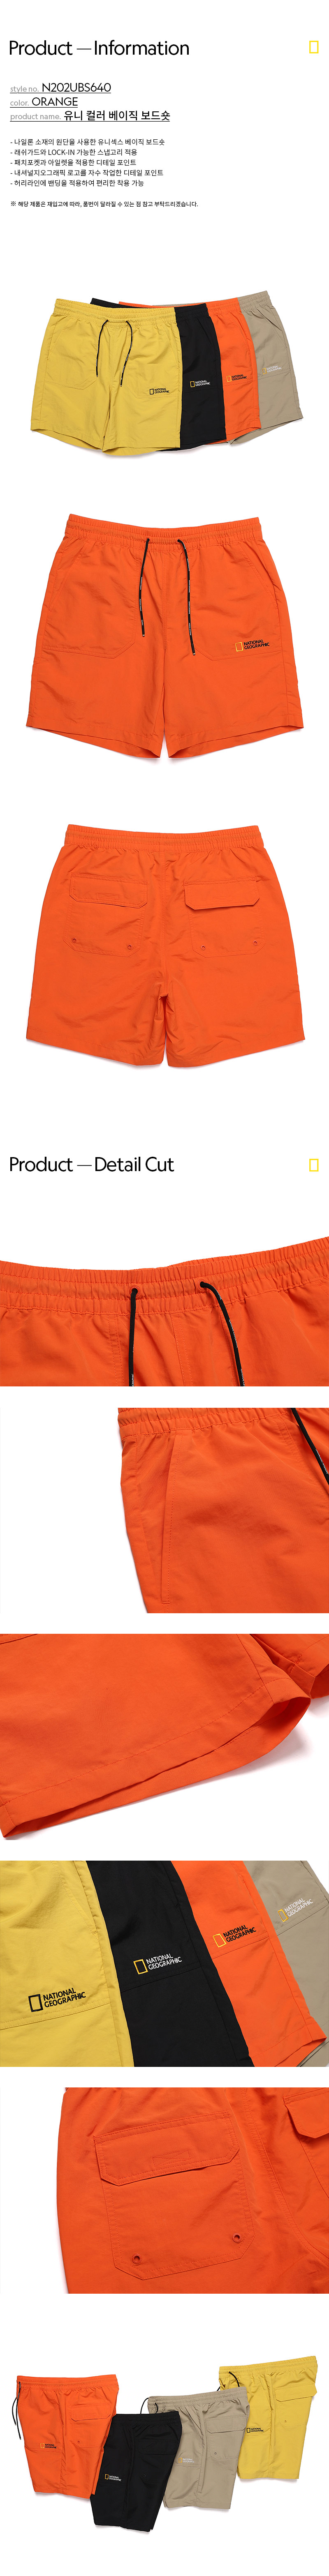 Product — Information
style no. N202UBS640
color. ORANGE
product name. 유니 컬러 베이직 보드숏
- 나일론 소재의 원단을 사용한 유니섹스 베이직 보드숏
- 래쉬가드와 LOCK-IN 가능한 스냅고리 적용
- 패치포켓과 아일렛을 적용한 디테일 포인트
- 내셔널지오그래픽 로고를 자수 작업한 디테일 포인트
- 허리라인에 밴딩을 적용하여 편리한 착용 가능
※ 해당 제품은 재입고에 따라, 품번이 달라질 수 있는 점 참고 부탁드리겠습니다.
NATIONAL
GEOGRAPHIC
NATIONAL
GEOGRAPHIC
NATIONAL
GEOGRAPHIC
NATIONAL
GEOGRAPHIC
NATIONAL
GEOGRAPHIC
Product — Detail Cut
NATIONAL
GEOGRAPHIC
NATIONAL
GEOGRAPHIC
NATIONAL
GEOGRAPHIC
NATIONAL
GEOGRAPHIC
NATIONAL
GEOGRAPHIC
NATIONAL
GEOGRAPHIC
NATIONAL
GEOGRAPHIC
NATIONAL
GEOGRAPHIC